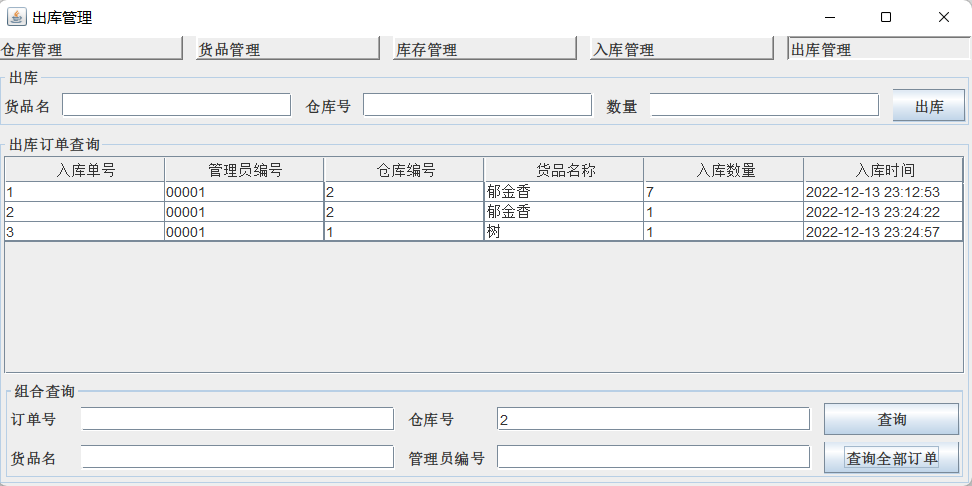 出库管理
仓库管理 货品管理 库存管理 入库管理 出库管理
出库
货品名 仓库号 数量 出库
出库订单查询
入库单号 管理员编号 仓库编号 货品名称 入库数量 入库时间
1 00001 2 郁金香 7 2022-12-13 23:12:53
2 00001 2 郁金香 1 2022-12-13 23:24:22
3 00001 1 树 1 2022-12-13 23:24:57
组合查询
订单号 仓库号 2 查询
货品名 管理员编号 查询全部订单